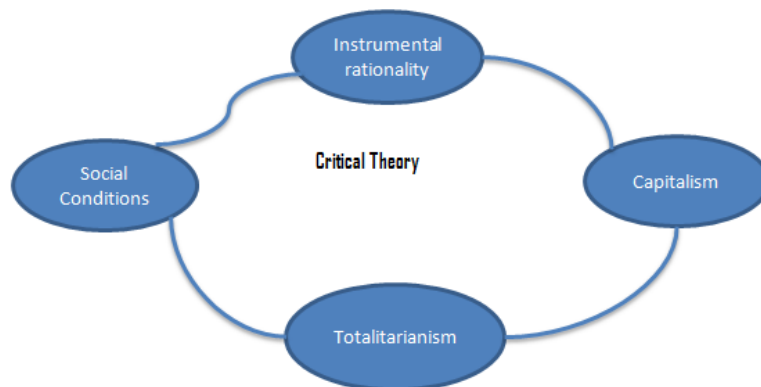 Instrumental
rationality
Critical Theory
Social
Conditions
Capitalism
Totalitarianism